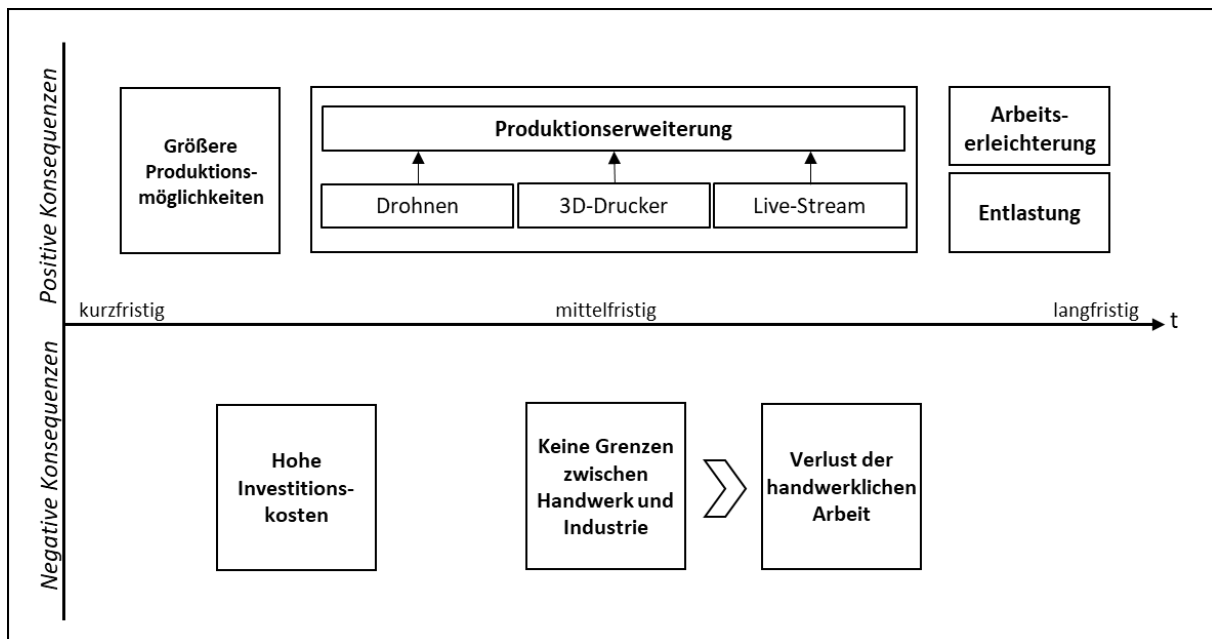 Positive Konsequenzen
Größere
Produktions-
möglichkeiten
Produktionserweiterung
Drohnen
3D-Drucker
Live-Stream
Arbeits-
erleichterung
Entlastung
kurzfristig
mittelfristig
langfristig
t
Negative Konsequenzen
Hohe
Investitions-
kosten
Keine Grenzen
zwischen
Handwerk und
Industrie
Verlust der
handwerklichen
Arbeit